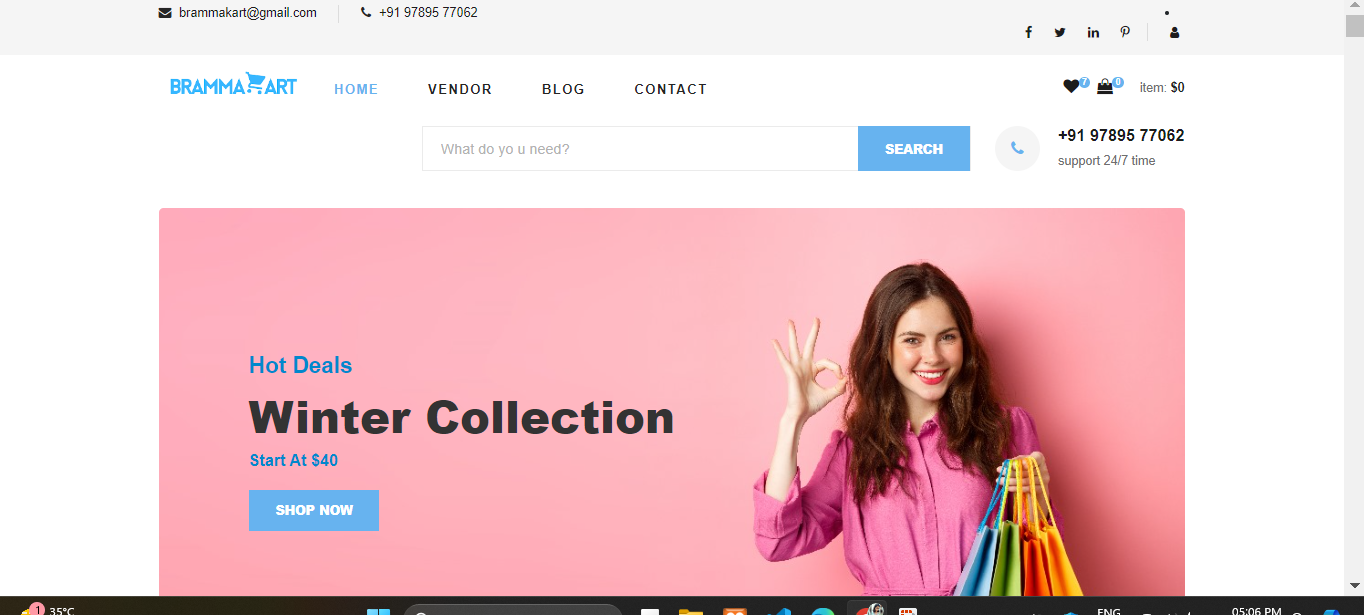 brammakart@gmail.com
+91 97895 77062
BRAMMA ART
HOME
VENDOR
BLOG
CONTACT
7
0
item: $0
What do yo u need?
SEARCH
+91 97895 77062
support 24/7 time
Hot Deals
Winter Collection
Start At $40
SHOP NOW
1
35°C
ENG
05:06 PM